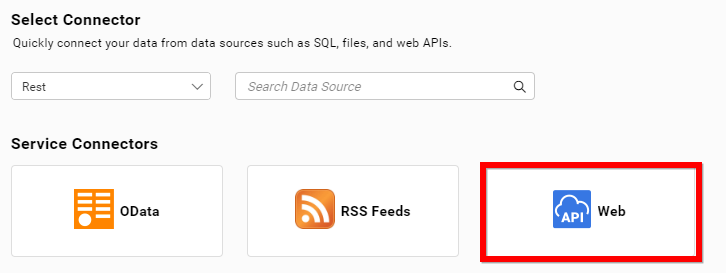 Select Connector
Quickly connect your data from data sources such as SQL, files, and web APIs.
Rest
Search Data Source
Service Connectors
OData
RSS Feeds
API
Web